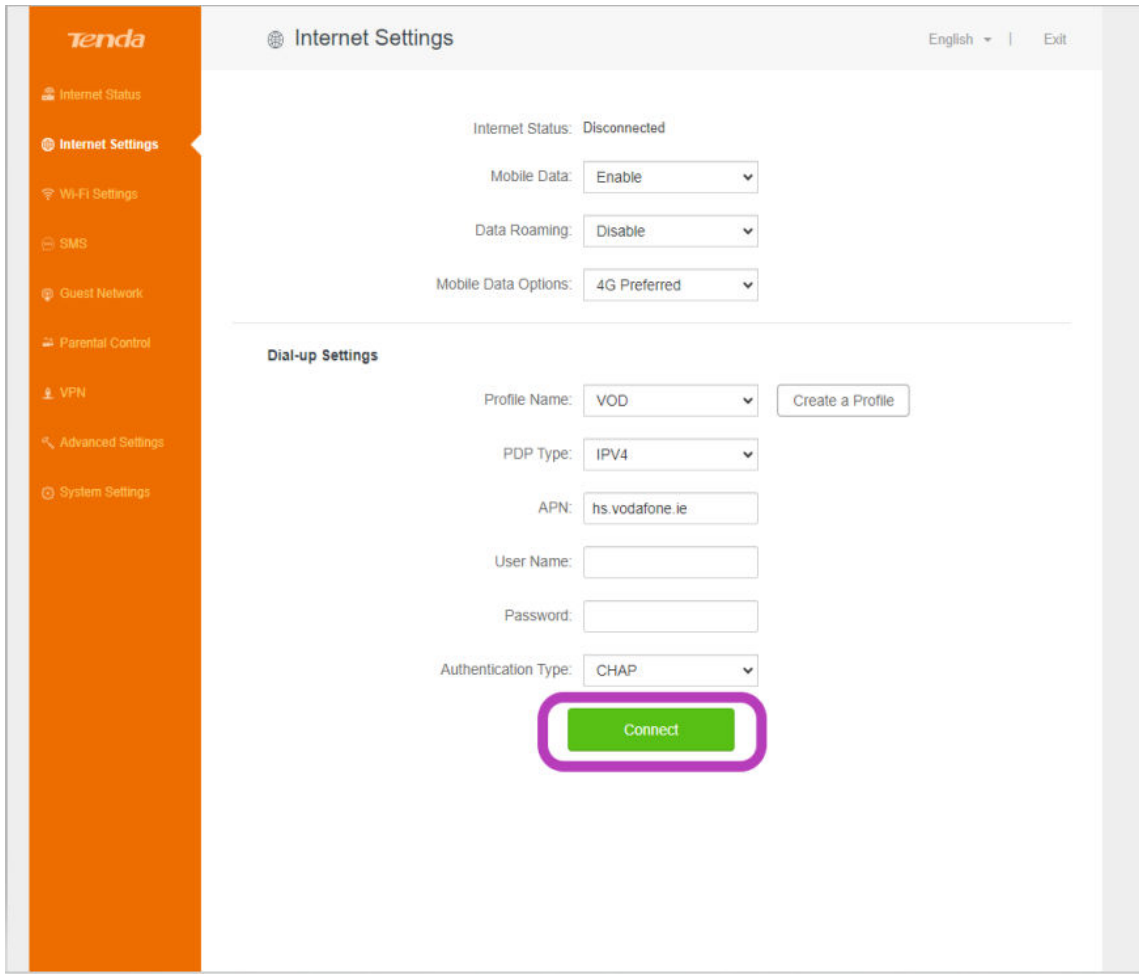 Tenda
Internet Settings
English | Exit
Internet Status
Internet Settings
Wi-Fi Settings
SMS
Guest Network
Parental Control
VPN
Advanced Settings
System Settings
Internet Status: Disconnected
Mobile Data: Enable
Data Roaming: Disable
Mobile Data Options: 4G Preferred
Dial-up Settings
Profile Name: VOD Create a Profile
PDP Type: IPV4
APN: hs.vodafone.ie
User Name:
Password:
Authentication Type: CHAP
Connect